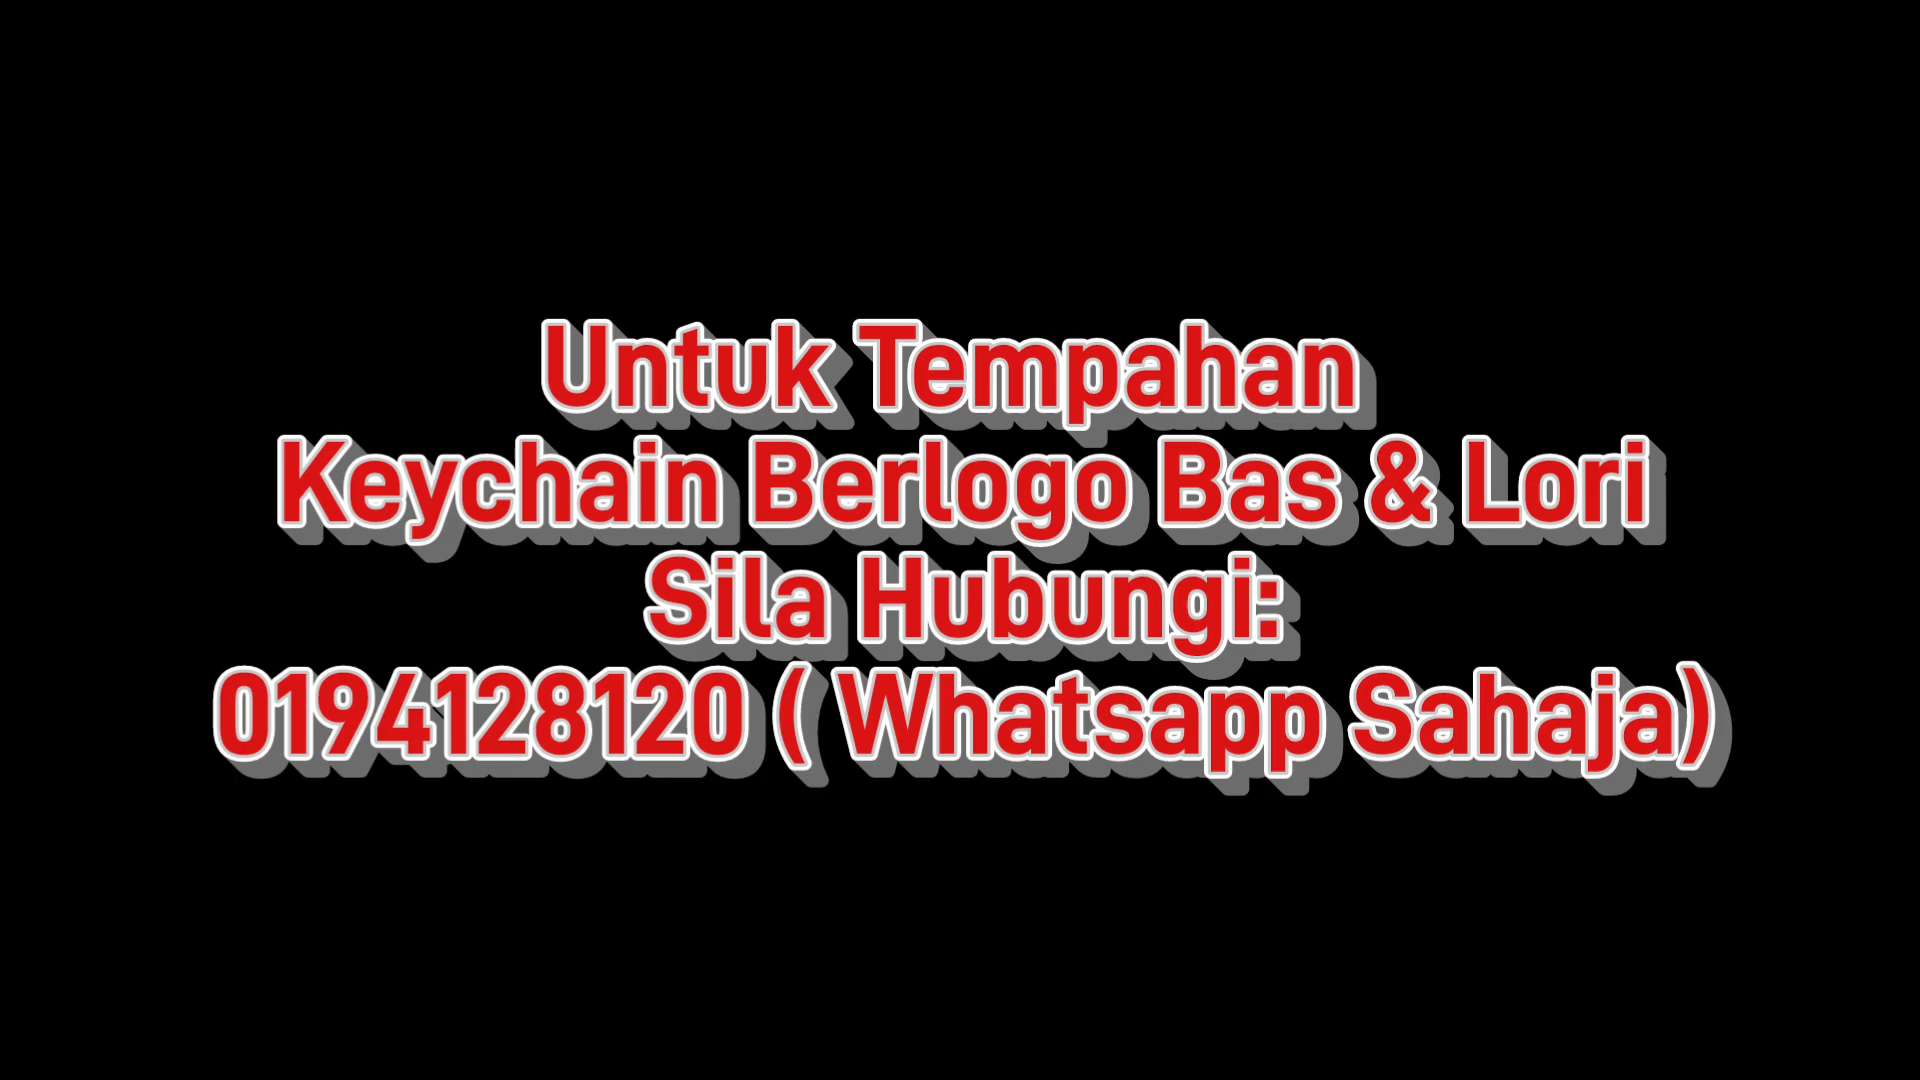 Untuk Tempahan
Keychain Berlogo Bas & Lori
Sila Hubungi:
0194128120 ( Whatsapp Sahaja)